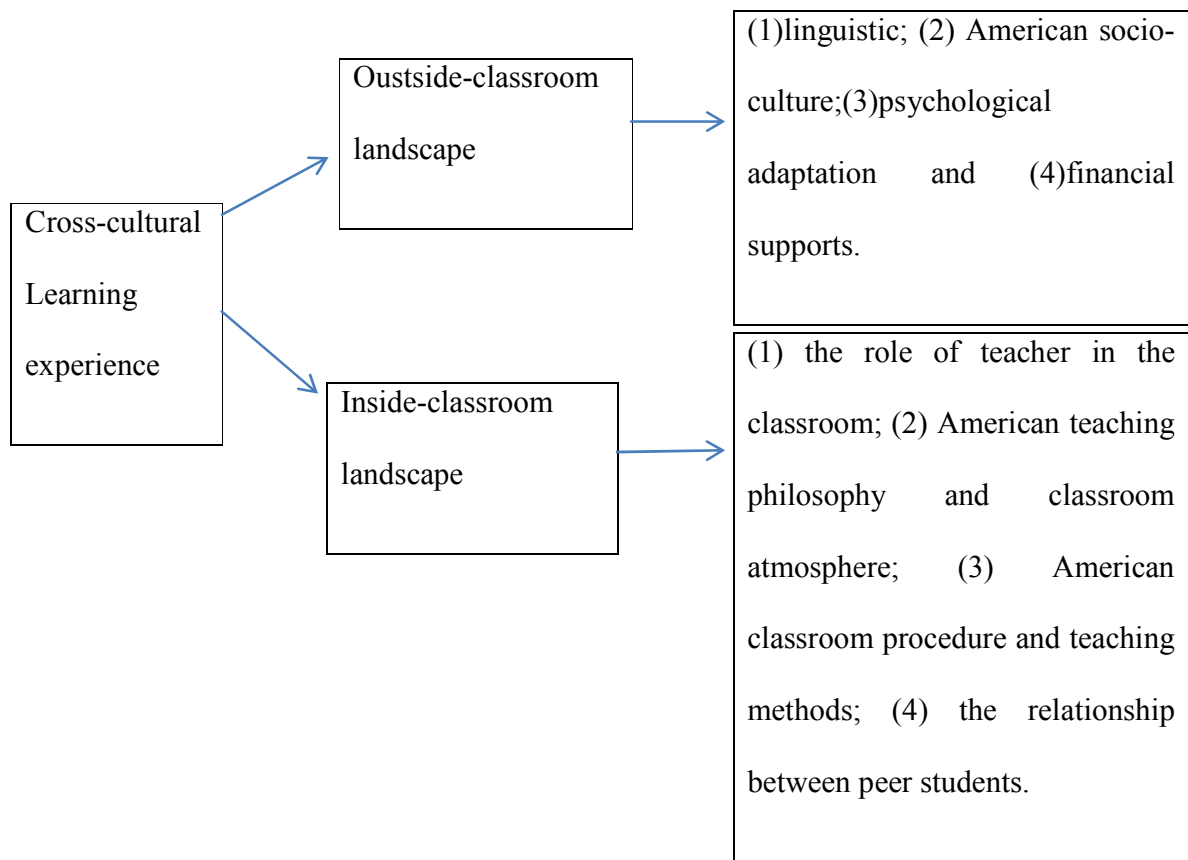 Cross-cultural
Learning
experience
Oustside-classroom
landscape
(1)linguistic; (2) American socio-
culture;(3)psychological
adaptation and (4)financial
supports.
Inside-classroom
landscape
(1) the role of teacher in the
classroom; (2) American teaching
philosophy and classroom
atmosphere; (3) American
classroom procedure and teaching
methods; (4) the relationship
between peer students.